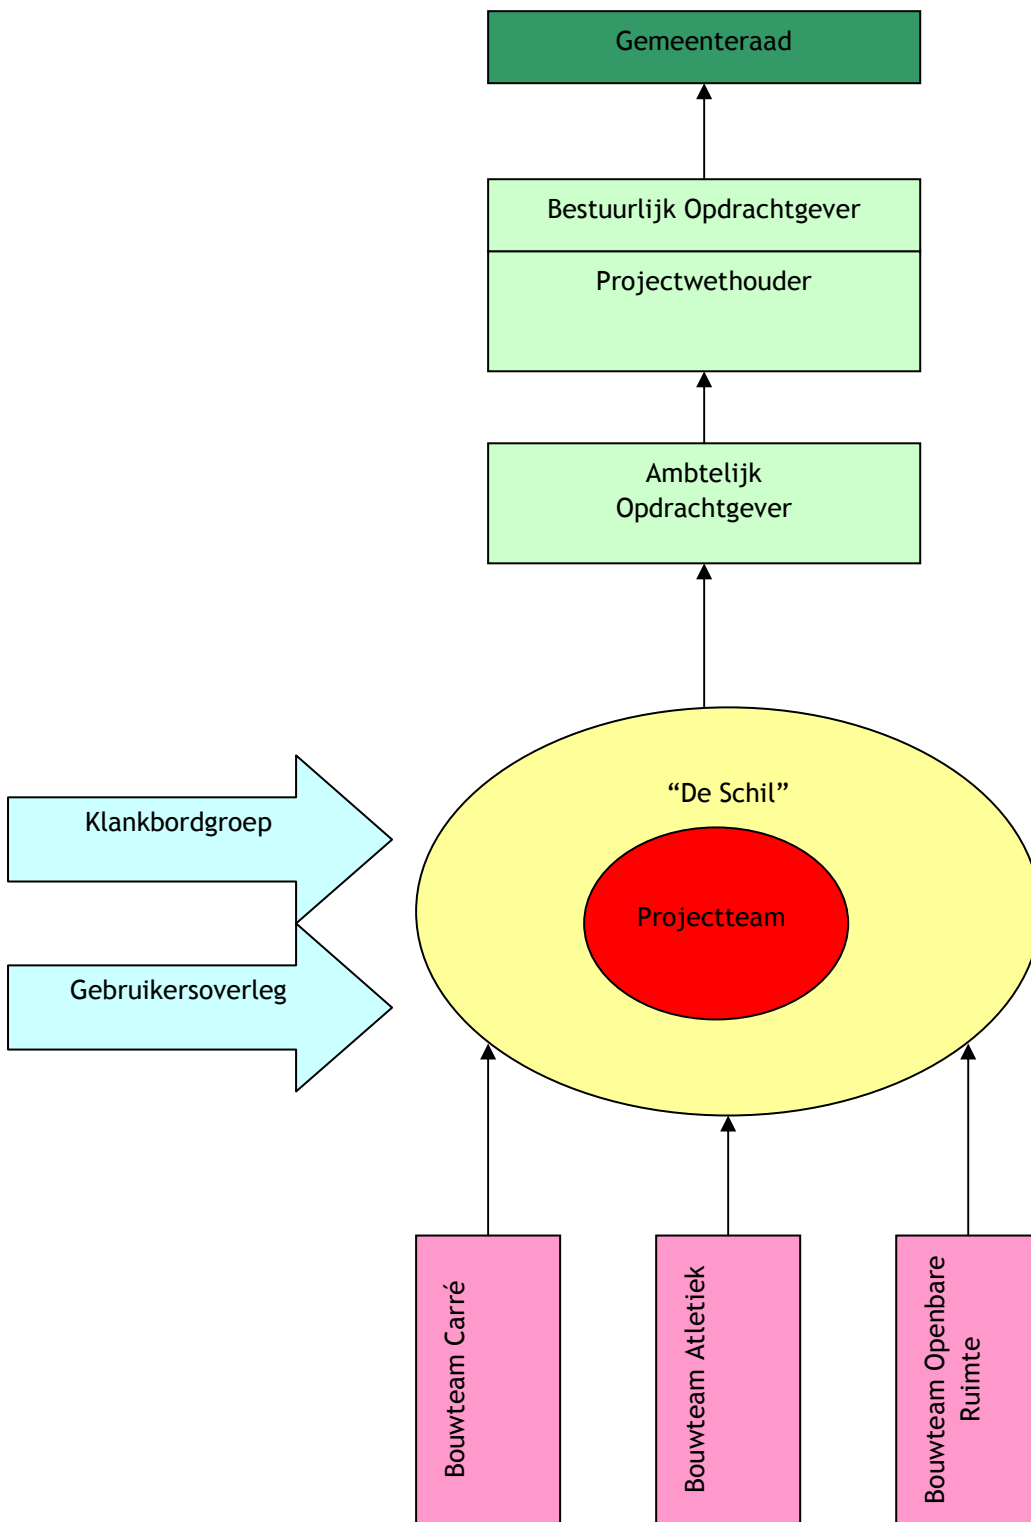 Gemeenteraad
Bestuurlijk Opdrachtgever
Projectwethouder
Ambtelijk
Opdrachtgever
“De Schil”
Klankbordgroep
Projectteam
Gebruikersoverleg
Bouwteam Carré
Bouwteam Atletiek
Bouwteam Openbare
Ruimte